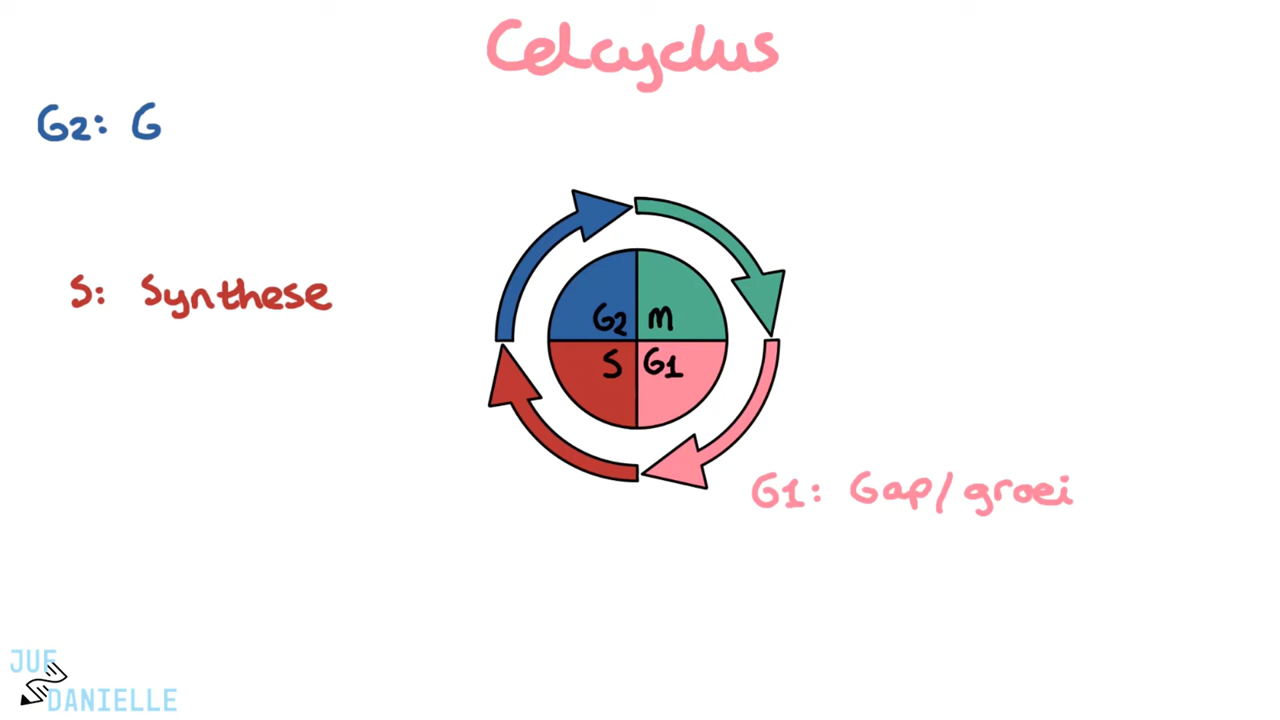 Celcyclus
G2: G
S: Synthese
G2 M
S G1
G1: Gap/groei
JUF
DANIELLE